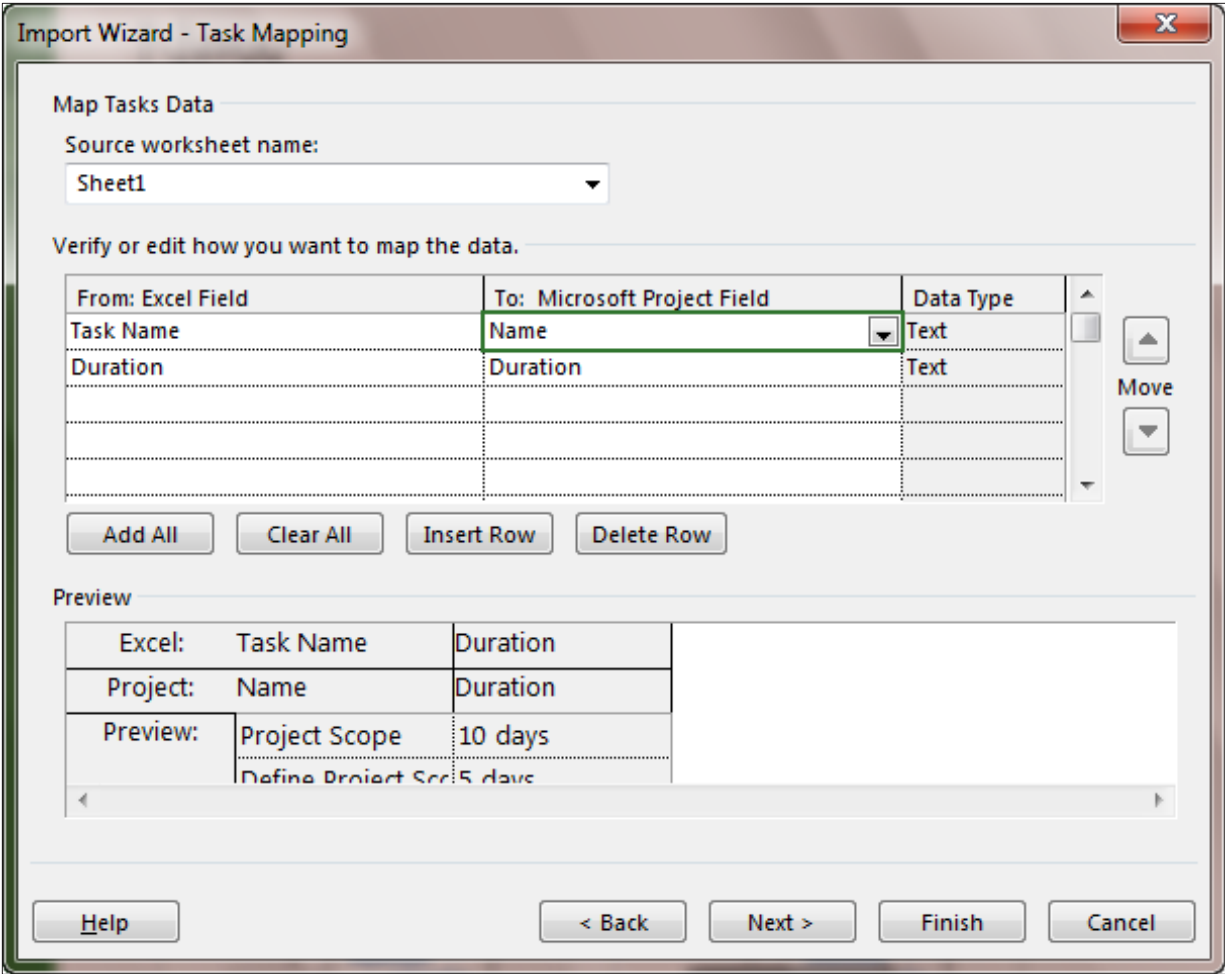 Import Wizard - Task Mapping
Map Tasks Data
Source worksheet name:
Sheet1
Verify or edit how you want to map the data.
From: Excel Field To: Microsoft Project Field Data Type
Task Name Name Text
Duration Duration Text
Move
Add All Clear All Insert Row Delete Row
Preview
Excel: Task Name Duration
Project: Name Duration
Preview: Project Scope 10 days
Define Project Sco 5 days
Help < Back Next > Finish Cancel